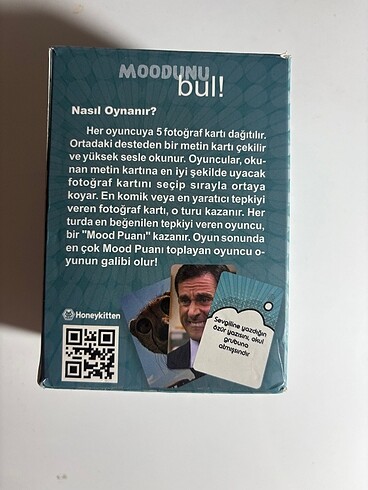 MOODUNU
bul!
Nasıl Oynanır?
Her oyuncuya 5 fotoğraf kartı dağıtılır.
Ortadaki desteden bir metin kartı çekilir
ve yüksek sesle okunur. Oyuncular, oku-
nan metin kartına en iyi şekilde uyacak
fotoğraf kartını seçip sırayla ortaya
koyar. En komik veya en yaratıcı tepkiyi
veren fotoğraf kartı, o turu kazanır. Her
turda en beğenilen tepkiyi veren oyuncu,
bir "Mood Puanı" kazanır. Oyun sonunda
en çok Mood Puanı toplayan oyuncu o-
yunun galibi olur!
Honeykitten
Sevgiline yazdığın
özür yazısını, okul
grubuna
atmışsındır